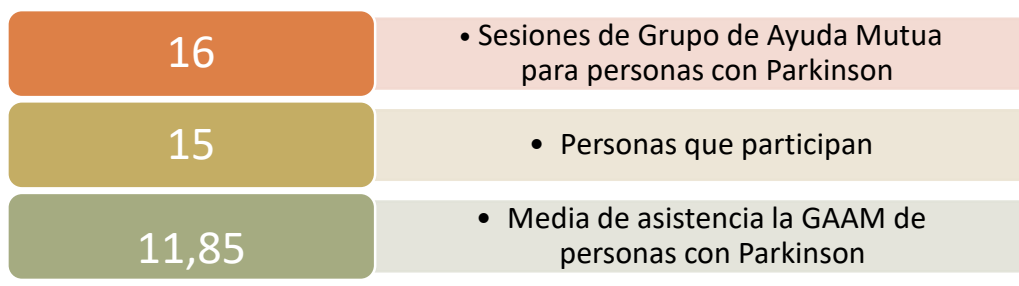 16
• Sesiones de Grupo de Ayuda Mutua
para personas con Parkinson
15
• Personas que participan
11,85
• Media de asistencia la GAAM de
personas con Parkinson